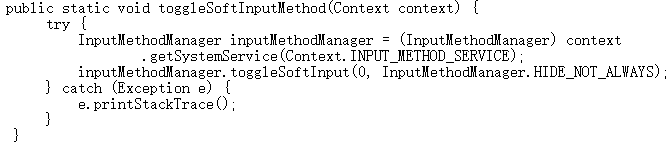 public static void toggleSoftInputMethod(Context context) {
    try {
        InputMethodManager inputMethodManager = (InputMethodManager) context
                .getSystemService(Context.INPUT_METHOD_SERVICE);
        inputMethodManager.toggleSoftInput(0, InputMethodManager.HIDE_NOT_ALWAYS);
    } catch (Exception e) {
        e.printStackTrace();
    }
}